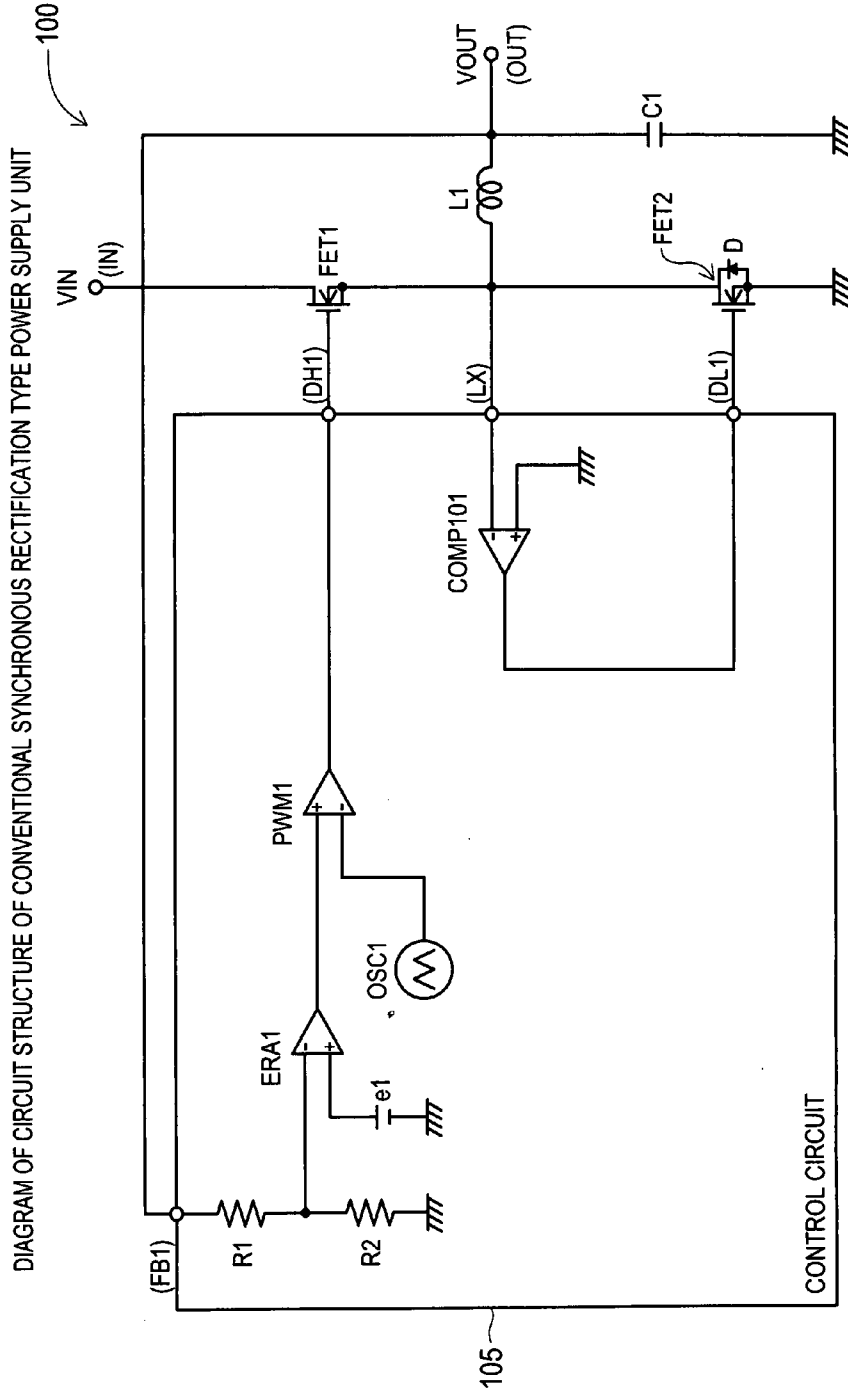 DIAGRAM OF CIRCUIT STRUCTURE OF CONVENTIONAL SYNCHRONOUS RECTIFICATION TYPE POWER SUPPLY UNIT
100
VIN
(IN)
(FB1)
R1
R2
ERA1
-
+
e1
OSC1
PWM1
+
-
(DH1)
FET1
(LX)
L1
VOUT
(OUT)
COMP101
-
+
C1
(DL1)
FET2
D
CONTROL CIRCUIT
105